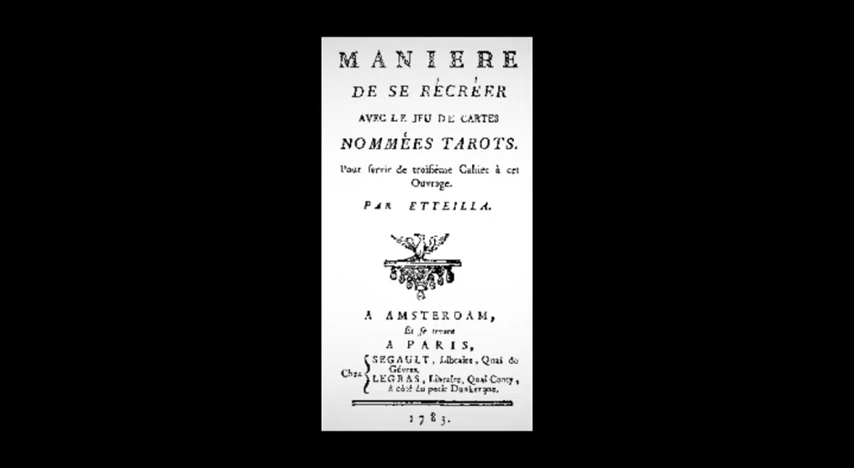 MANIERE
DE SE RÉCRÉER
AVEC LE JEU DE CARTES
NOMMÉES TAROTS.
Pour servir de troisiéme Cahier à cet
Ouvrage.
PAR ETTEILLA.
A AMSTERDAM,
Et se trouve
A PARIS,
Chez SEGAULT, Libraire, Quai de
Gêvres.
LEGRAS, Libraire, Quai Conty,
à côté du petit Dunkerque.
1783.